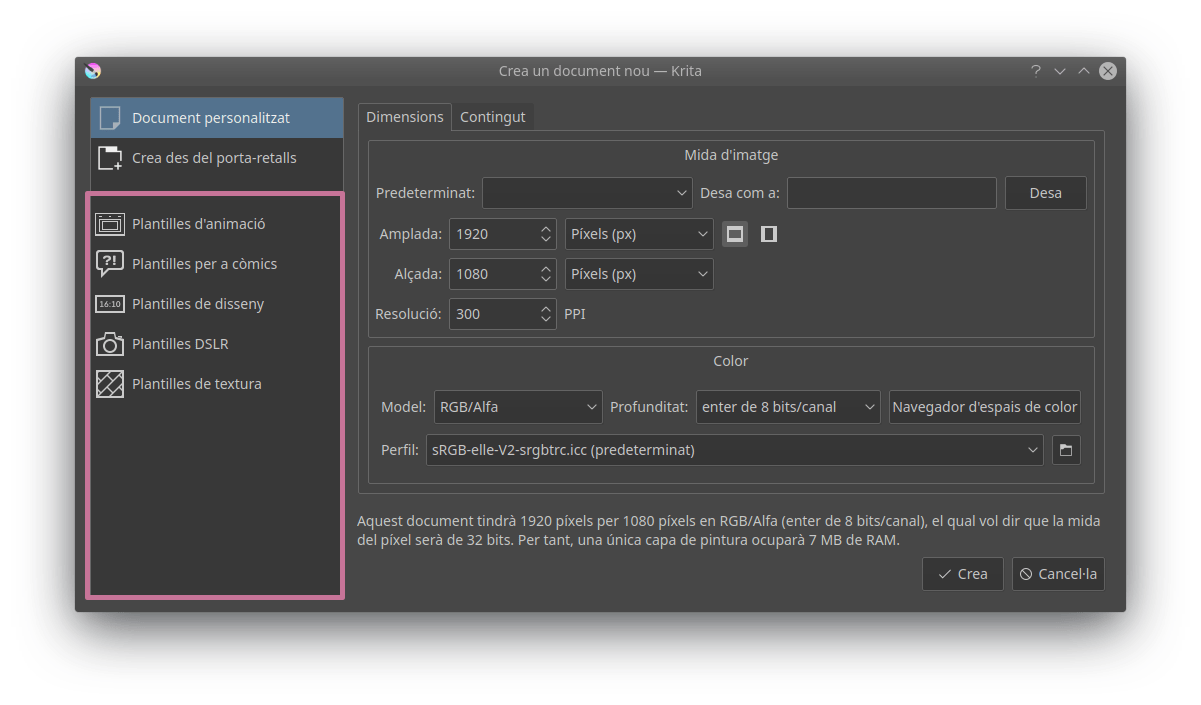 Crea un document nou — Krita
?
Document personalitzat
Crea des del porta-retalls
?!
Plantilles d'animació
Plantilles per a còmics
16:10
Plantilles de disseny
Plantilles DSLR
Plantilles de textura
Dimensions
Contingut
Mida d'imatge
Predeterminat:
Desa com a:
Desa
Amplada: 1920 Píxels (px)
Alçada: 1080 Píxels (px)
Resolució: 300 PPI
Color
Model: RGB/Alfa Profunditat: enter de 8 bits/canal Navegador d'espais de color
Perfil: sRGB-elle-V2-srgbtrc.icc (predeterminat)
Aquest document tindrà 1920 píxels per 1080 píxels en RGB/Alfa (enter de 8 bits/canal), el qual vol dir que la mida
del píxel serà de 32 bits. Per tant, una única capa de pintura ocuparà 7 MB de RAM.
Crea
Cancel·la